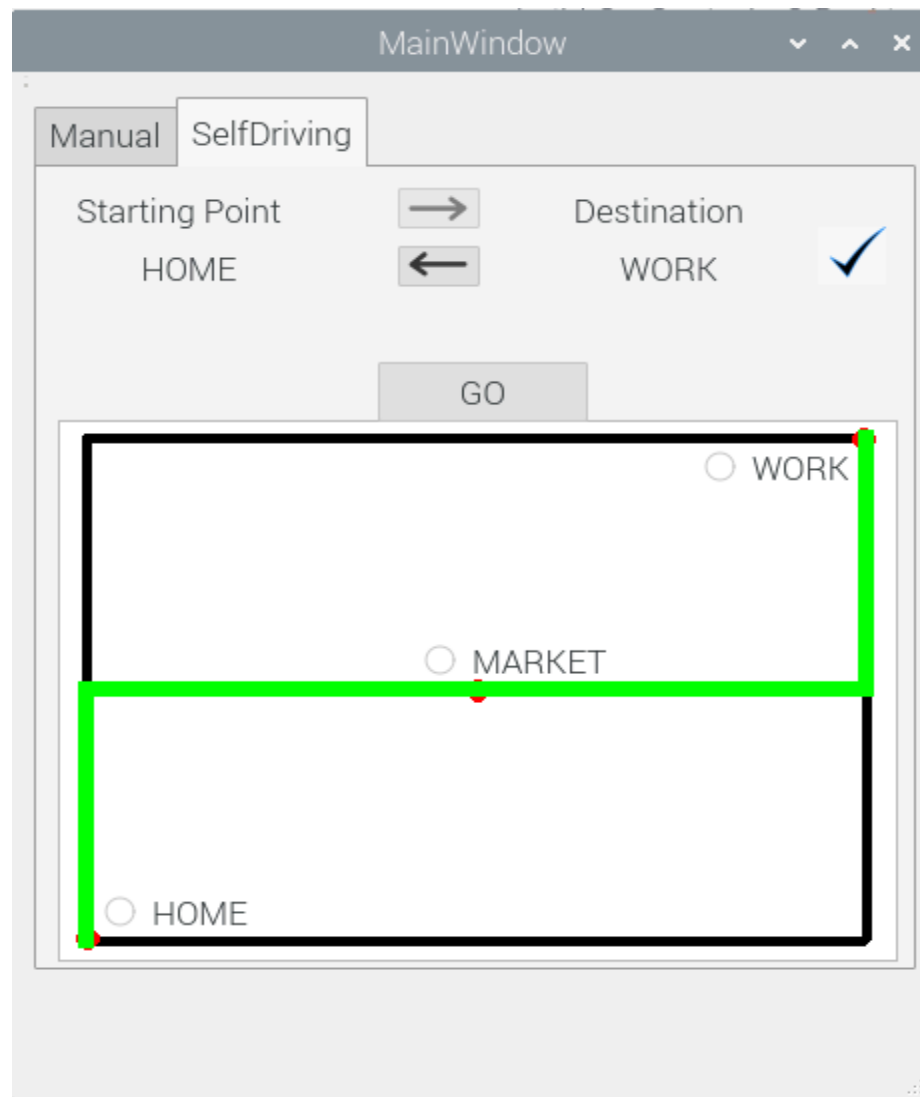 MainWindow
Manual SelfDriving
Starting Point Destination
HOME WORK
GO
WORK
MARKET
HOME